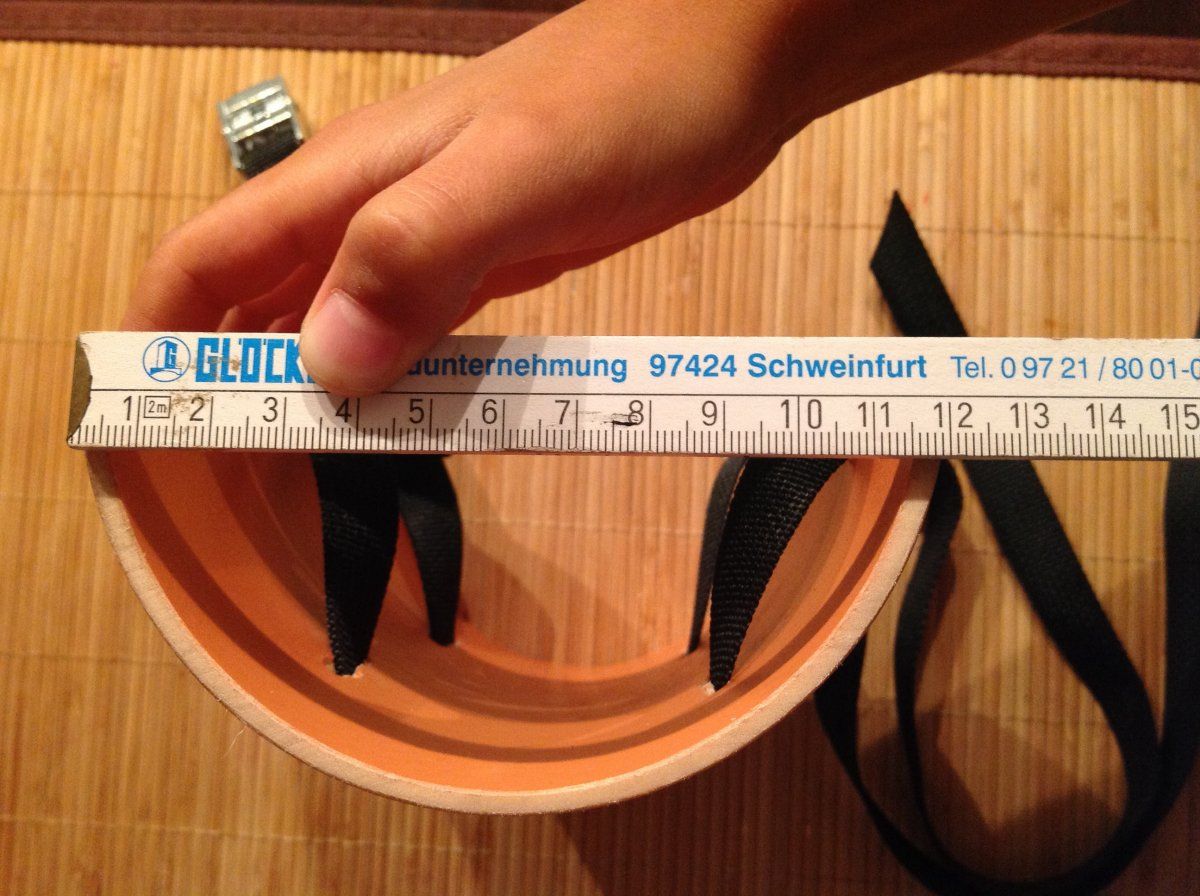 GLÖCK unternehmung 97424 Schweinfurt Tel. 0 97 21 / 80 01-0
1 2m 2 3 4 5 6 7 8 9 10 11 12 13 14 15